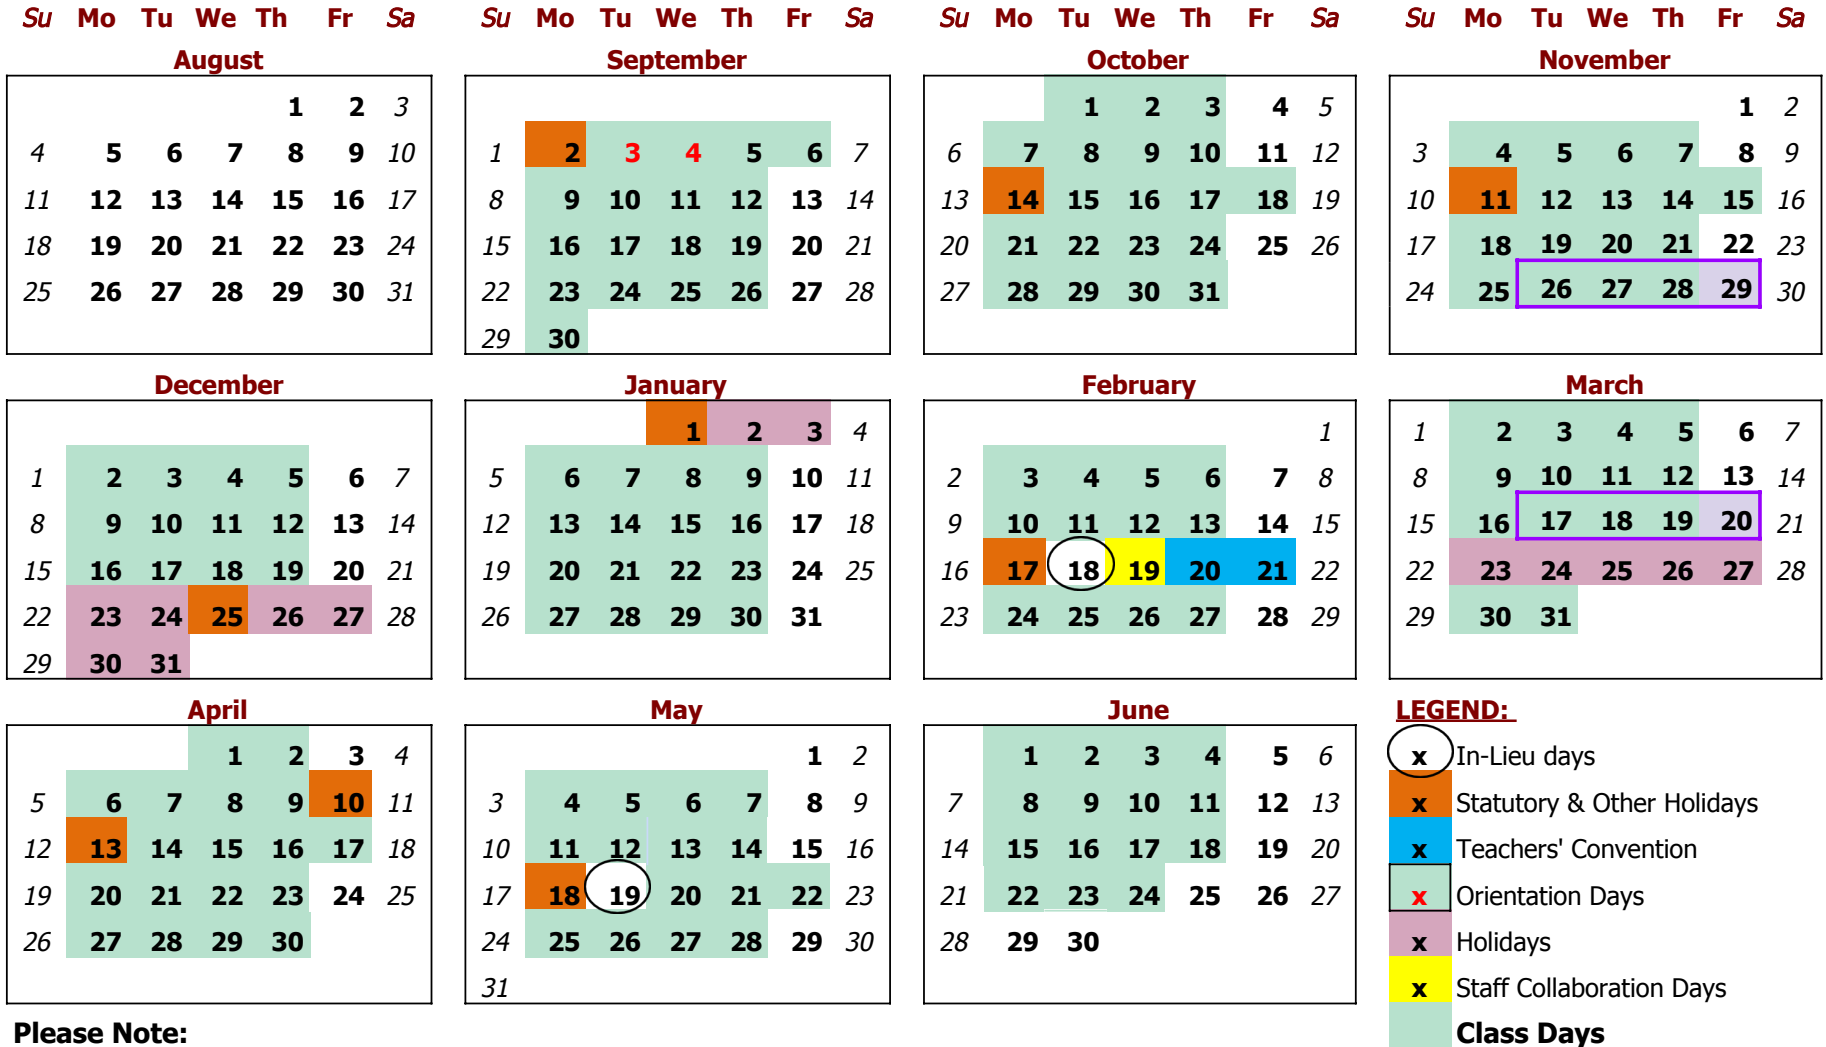 Su Mo Tu We Th Fr Sa Su Mo Tu We Th Fr Sa Su Mo Tu We Th Fr Sa Su Mo Tu We Th Fr Sa
August
1 2 3
4 5 6 7 8 9 10
11 12 13 14 15 16 17
18 19 20 21 22 23 24
25 26 27 28 29 30 31
September
1 2 3 4 5 6 7
8 9 10 11 12 13 14
15 16 17 18 19 20 21
22 23 24 25 26 27 28
29 30
October
1 2 3 4 5
6 7 8 9 10 11 12
13 14 15 16 17 18 19
20 21 22 23 24 25 26
27 28 29 30 31
November
1 2
3 4 5 6 7 8 9
10 11 12 13 14 15 16
17 18 19 20 21 22 23
24 25 26 27 28 29 30
December
1 2 3 4 5 6 7
8 9 10 11 12 13 14
15 16 17 18 19 20 21
22 23 24 25 26 27 28
29 30 31
January
1 2 3 4
5 6 7 8 9 10 11
12 13 14 15 16 17 18
19 20 21 22 23 24 25
26 27 28 29 30 31
February
1
2 3 4 5 6 7 8
9 10 11 12 13 14 15
16 17 18 19 20 21 22
23 24 25 26 27 28 29
March
1 2 3 4 5 6 7
8 9 10 11 12 13 14
15 16 17 18 19 20 21
22 23 24 25 26 27 28
29 30 31
April
1 2 3 4
5 6 7 8 9 10 11
12 13 14 15 16 17 18
19 20 21 22 23 24 25
26 27 28 29 30
May
1 2
3 4 5 6 7 8 9
10 11 12 13 14 15 16
17 18 19 20 21 22 23
24 25 26 27 28 29 30
31
June
1 2 3 4 5 6
7 8 9 10 11 12 13
14 15 16 17 18 19 20
21 22 23 24 25 26 27
28 29 30
LEGEND:
x In-Lieu days
x Statutory & Other Holidays
x Teachers' Convention
x Orientation Days
x Holidays
x Staff Collaboration Days
Class Days
Please Note: